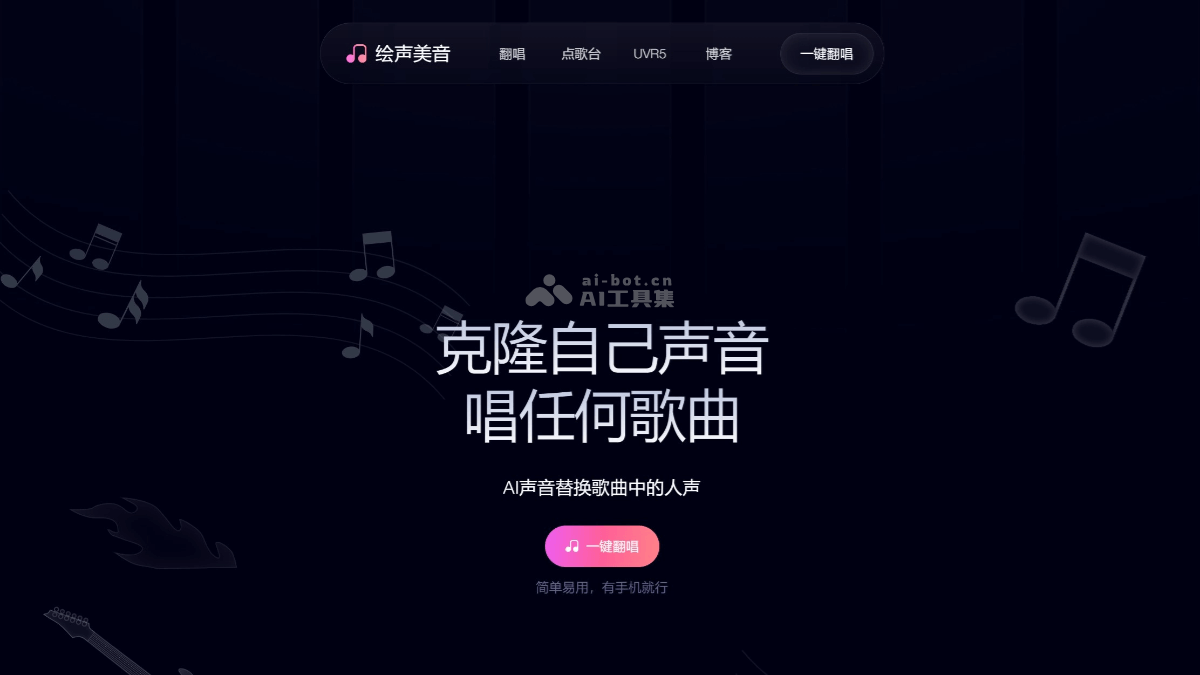 绘声美音 翻唱 点歌台 UVR5 博客 一键翻唱
ai-bot.cn
AI工具集
克隆自己声音
唱任何歌曲
AI声音替换歌曲中的人声
一键翻唱
简单易用，有手机就行